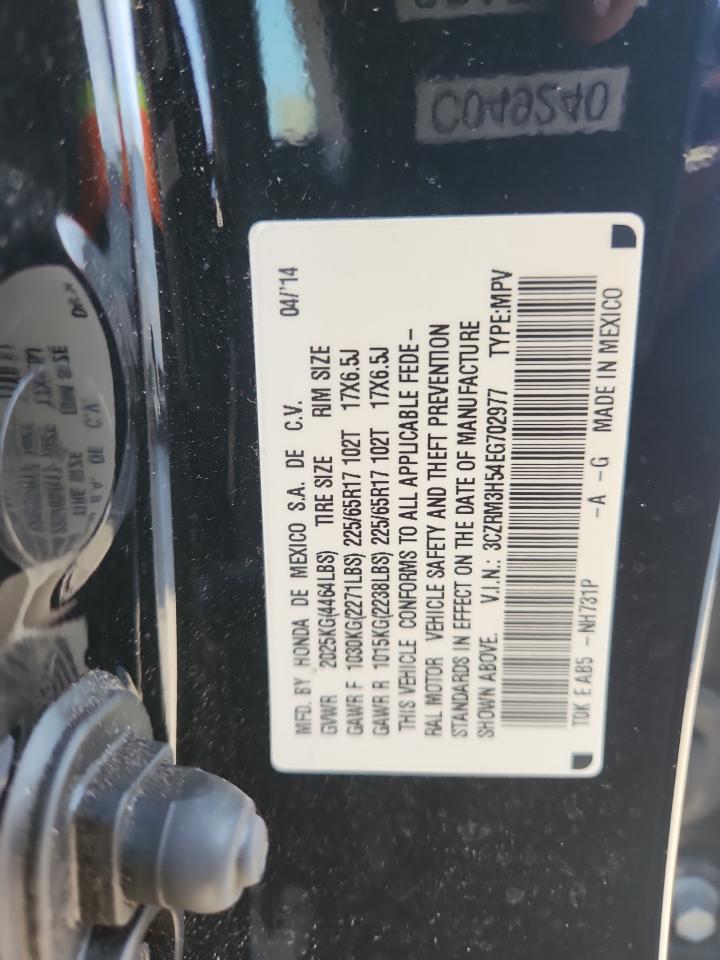 MFD. BY HONDA DE MEXICO S.A. DE C.V. 04/'14
GVWR 2025KG(4464LBS) TIRE SIZE RIM SIZE
GAWR F 1030KG(2271LBS) 225/65R17 102T 17X6.5J
GAWR R 1015KG(2238LBS) 225/65R17 102T 17X6.5J
THIS VEHICLE CONFORMS TO ALL APPLICABLE FEDE-
RAL MOTOR VEHICLE SAFETY AND THEFT PREVENTION
STANDARDS IN EFFECT ON THE DATE OF MANUFACTURE
SHOWN ABOVE. V.I.N.: 3CZRM3H54EG702977 TYPE:MPV
TDK E AB5 -NH731P -A -G MADE IN MEXICO